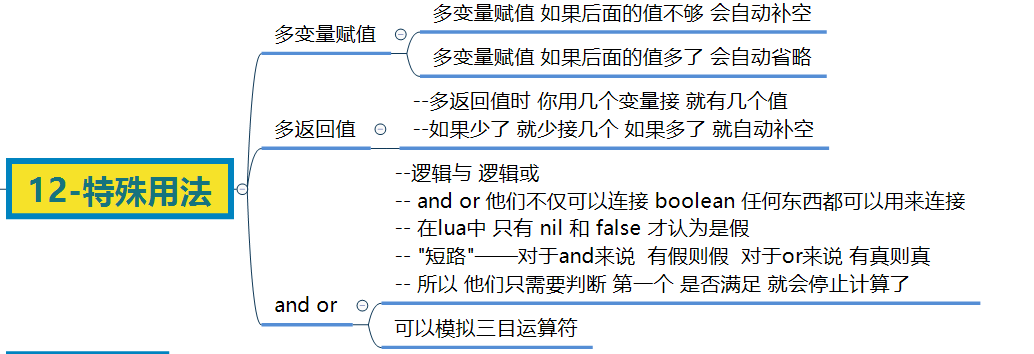 多变量赋值
多变量赋值 如果后面的值不够 会自动补空
多变量赋值 如果后面的值多了 会自动省略
多返回值
--多返回值时 你用几个变量接 就有几个值
--如果少了 就少接几个 如果多了 就自动补空
12-特殊用法
and or
--逻辑与 逻辑或
-- and or 他们不仅可以连接 boolean 任何东西都可以用来连接
-- 在lua中 只有 nil 和 false 才认为是假
-- "短路"——对于and来说  有假则假  对于or来说 有真则真
-- 所以 他们只需要判断 第一个 是否满足 就会停止计算了
可以模拟三目运算符